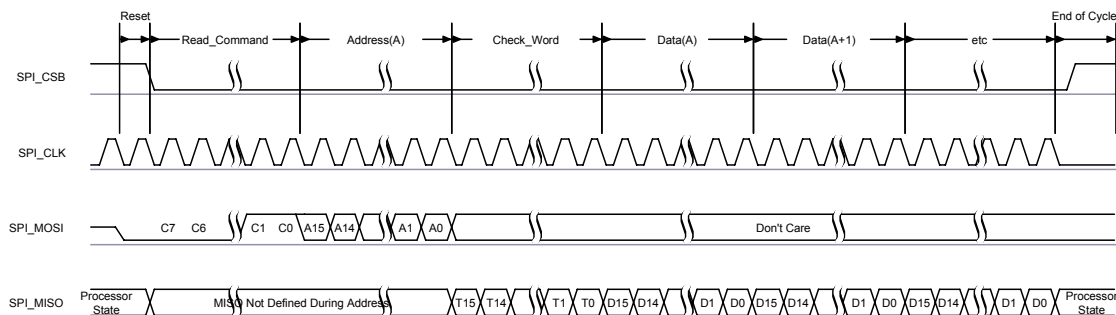 Reset
End of Cycle
Read_Command Address(A) Check_Word Data(A) Data(A+1) etc
SPI_CSB
SPI_CLK
SPI_MOSI C7 C6 C1 C0 A15 A14 A1 A0 Don't Care
SPI_MISO Processor State MISO Not Defined During Address T15 T14 T1 T0 D15 D14 D1 D0 D15 D14 D1 D0 D15 D14 D1 D0 Processor State